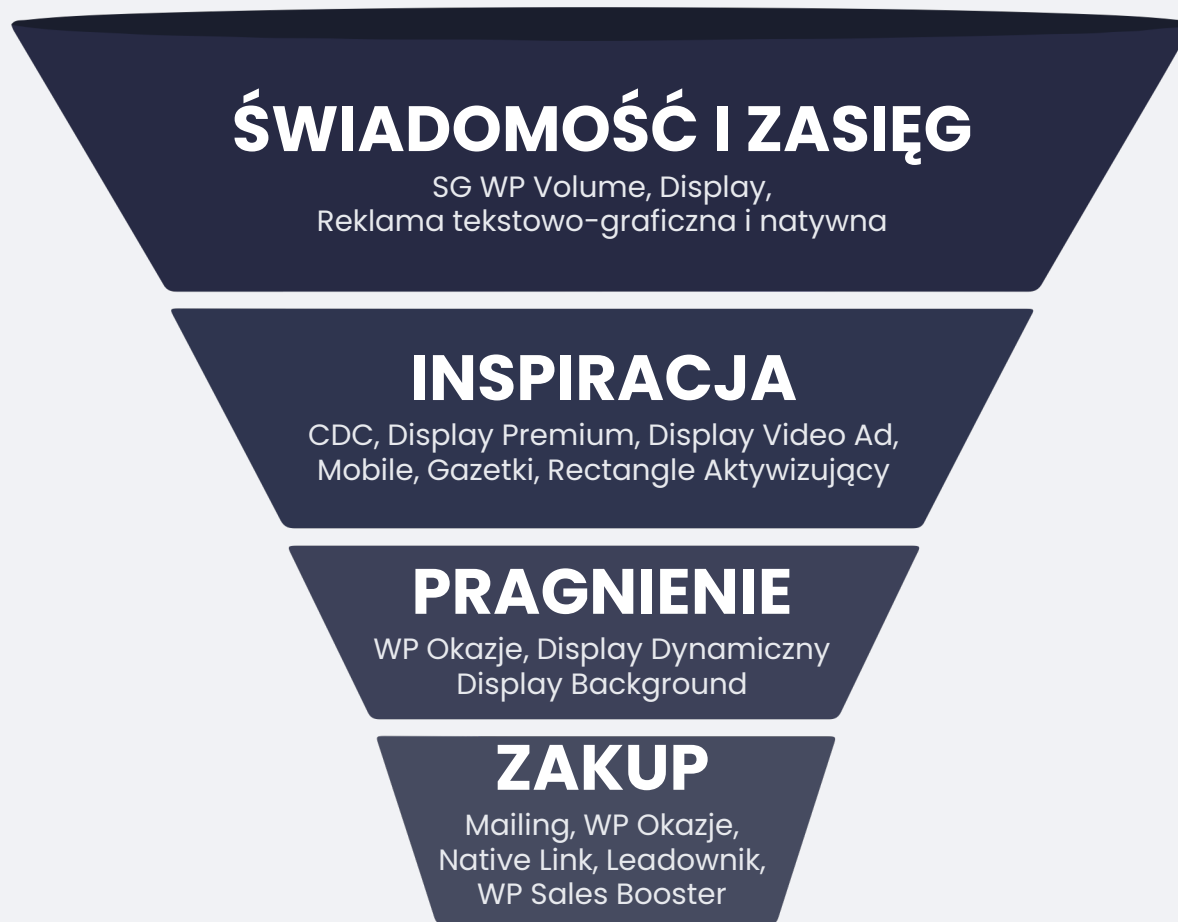 ŚWIADOMOŚĆ I ZASIĘG
SG WP Volume, Display,
Reklama tekstowo-graficzna i natywna
INSPIRACJA
CDC, Display Premium, Display Video Ad,
Mobile, Gazetki, Rectangle Aktywizujący
PRAGNIENIE
WP Okazje, Display Dynamiczny
Display Background
ZAKUP
Mailing, WP Okazje,
Native Link, Leadownik,
WP Sales Booster